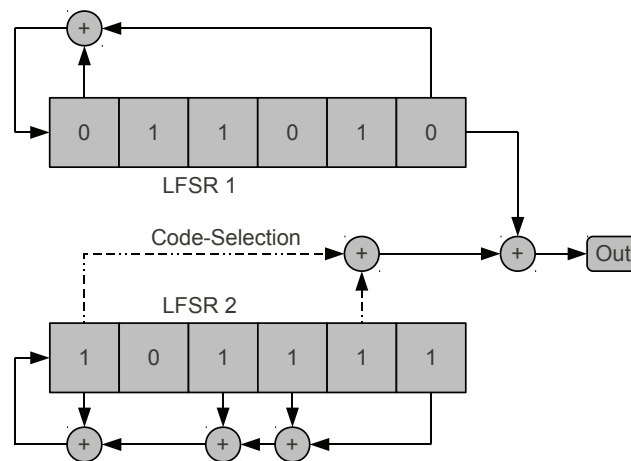 +
0 1 1 0 1 0
LFSR 1
Code-Selection
+ + Out
LFSR 2
1 0 1 1 1 1
+ + +